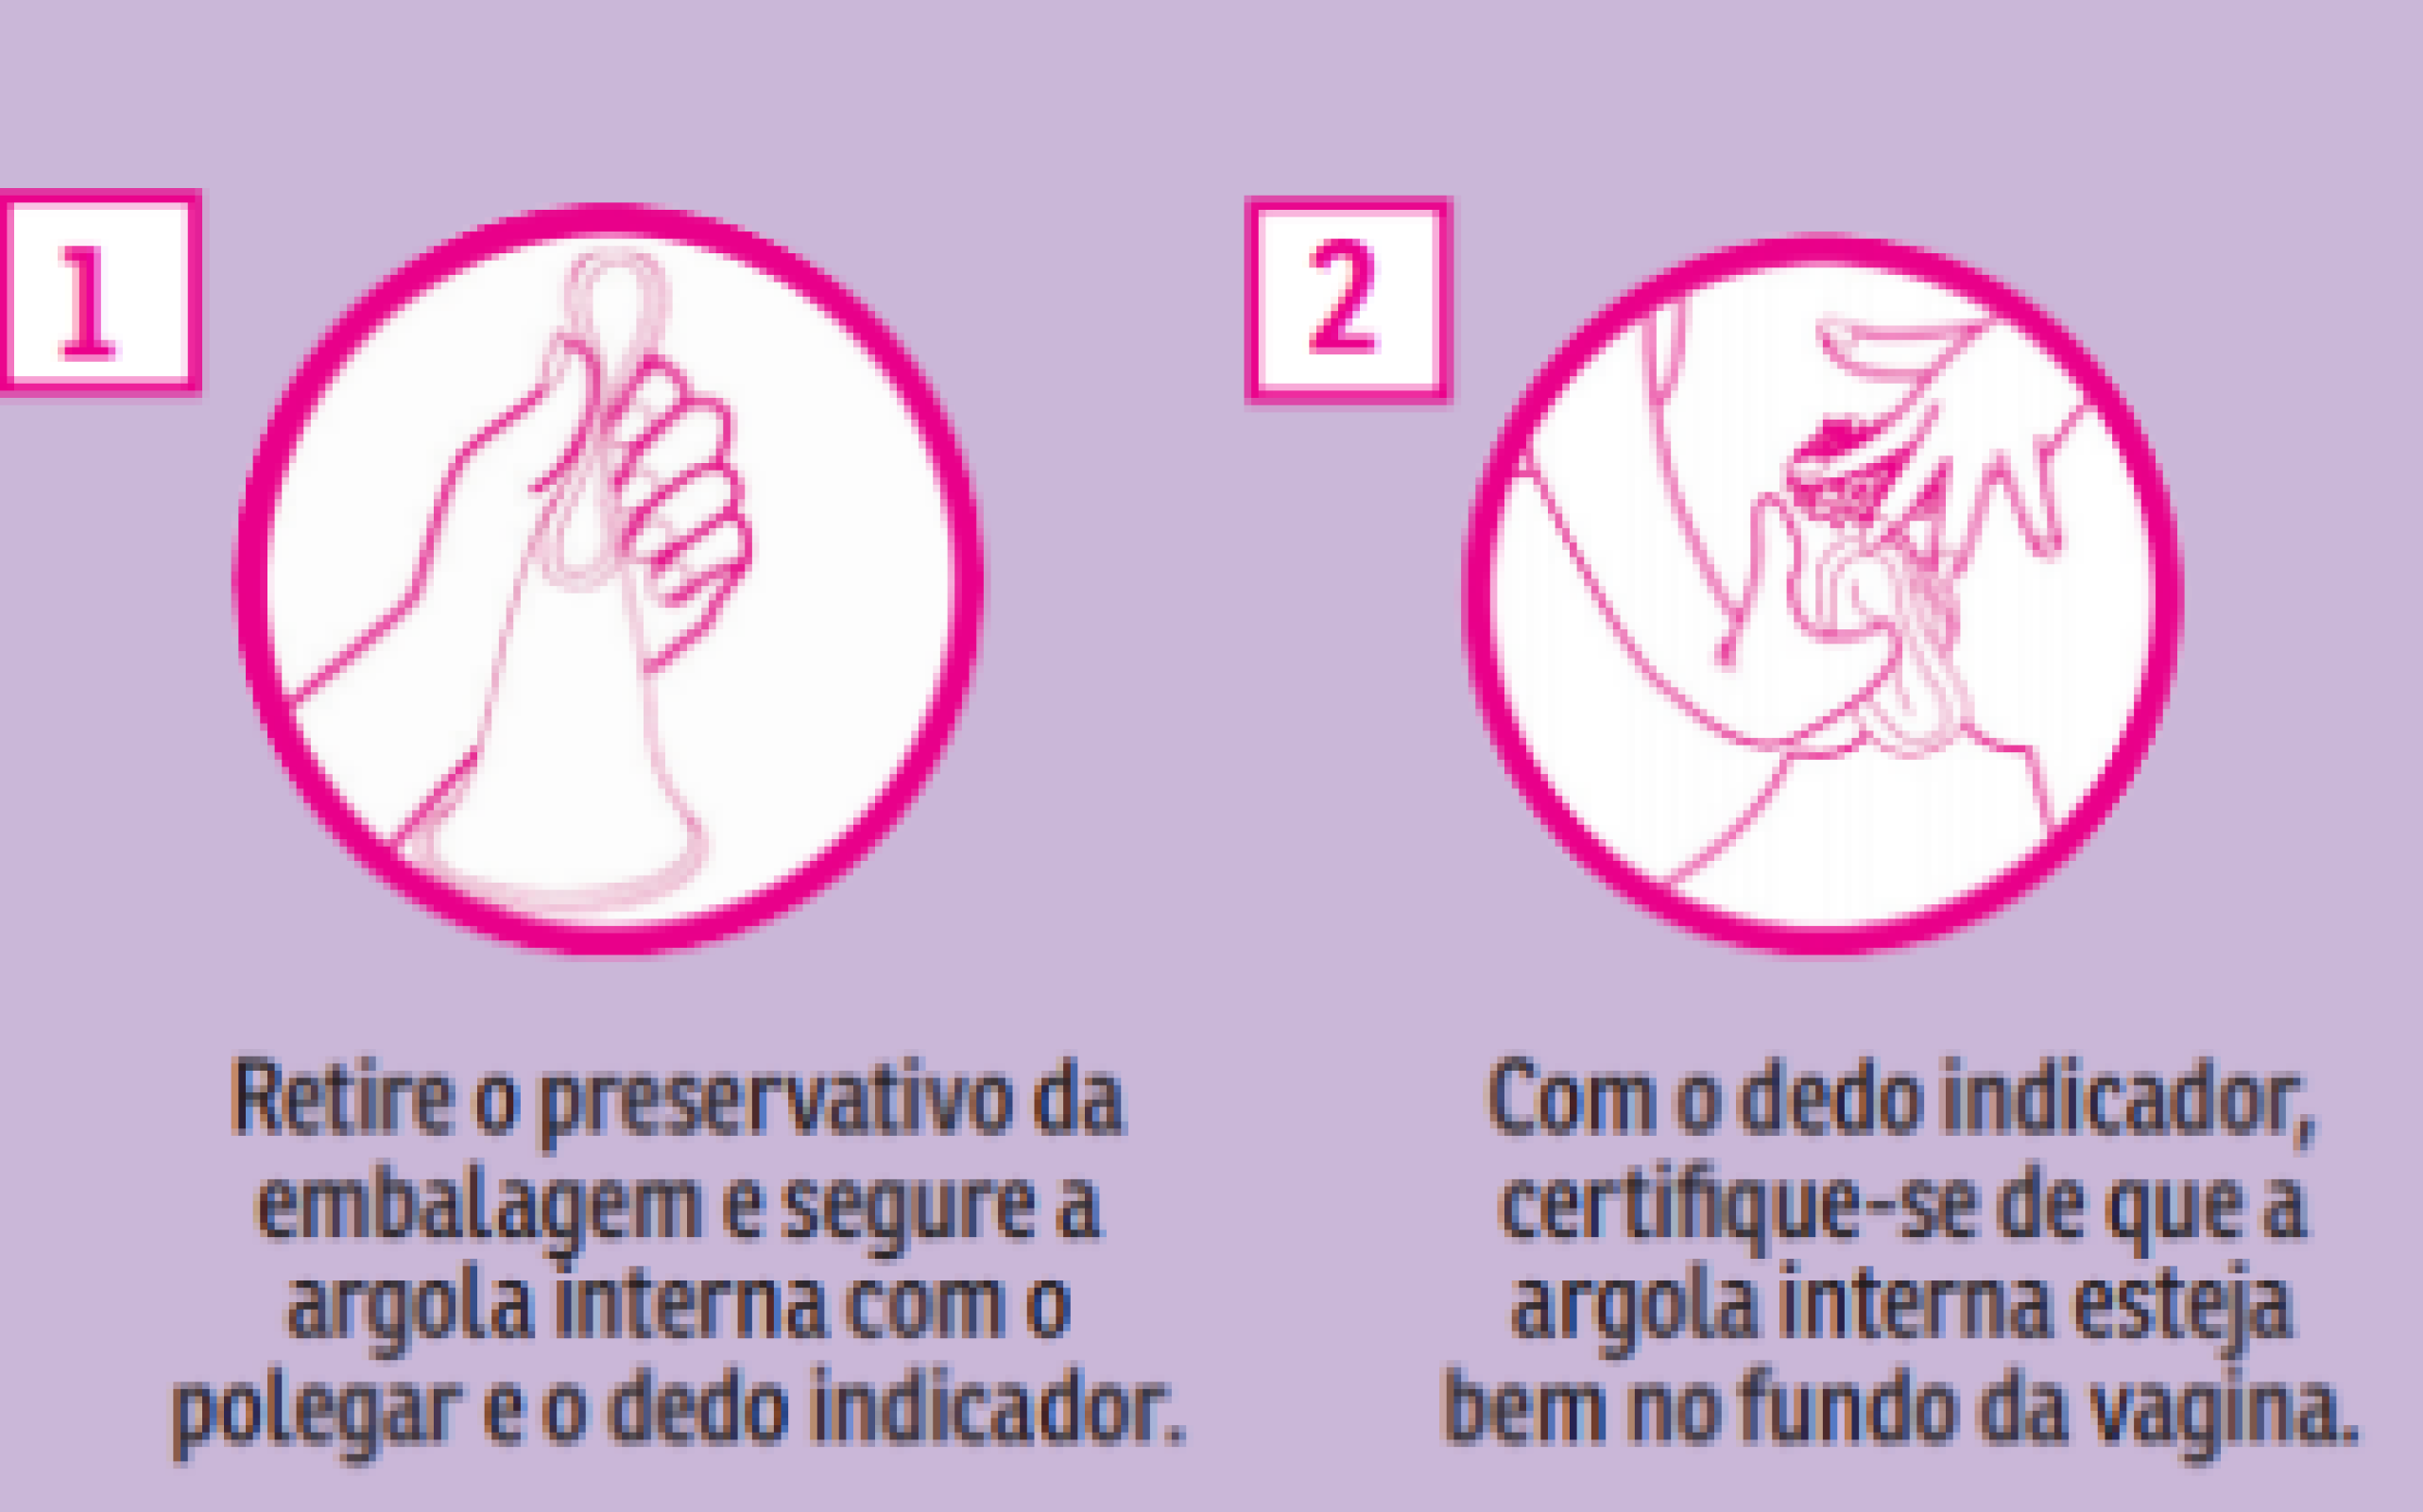 1
Retire o preservativo da
embalagem e segure a
argola interna com o
polegar e o dedo indicador.
2
Com o dedo indicador,
certifique-se de que a
argola interna esteja
bem no fundo da vagina.